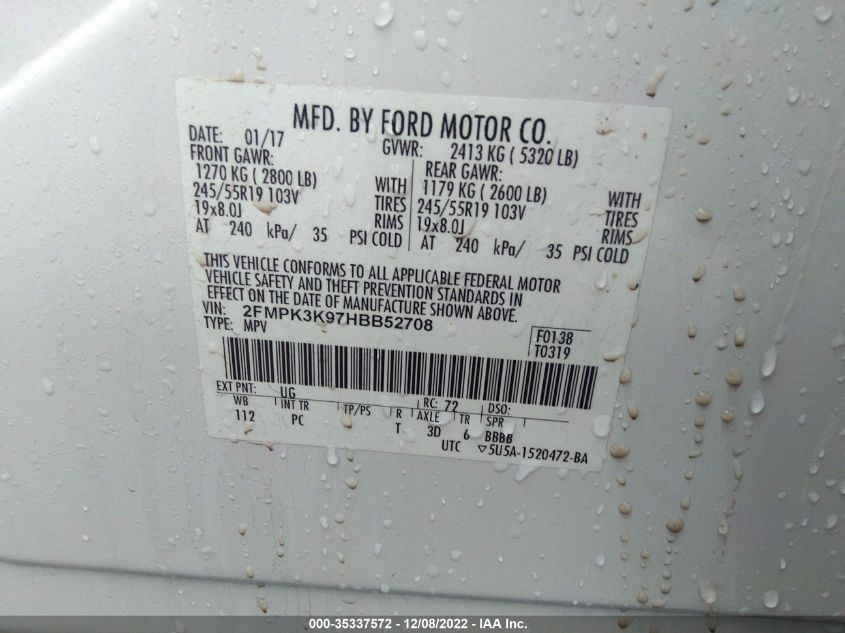 MFD. BY FORD MOTOR CO.
DATE: 01/17
GVWR: 2413 KG ( 5320 LB)
FRONT GAWR:
1270 KG ( 2800 LB)
WITH
245/55R19 103V
TIRES
19x8.0J
RIMS
AT 240 kPa/ 35 PSI COLD
REAR GAWR:
1179 KG ( 2600 LB)
WITH
245/55R19 103V
TIRES
19x8.0J
RIMS
AT 240 kPa/ 35 PSI COLD
THIS VEHICLE CONFORMS TO ALL APPLICABLE FEDERAL MOTOR
VEHICLE SAFETY AND THEFT PREVENTION STANDARDS IN
EFFECT ON THE DATE OF MANUFACTURE SHOWN ABOVE.
VIN: 2FMPK3K97HBB52708
TYPE: MPV
F0138
T0319
EXT PNT: UG
RC: 72
DSO:
WB
INT TR
TP/PS
R
AXLE
TR
SPR
112
PC
T
3D
6
BBBB
UTC
▽5U5A-1520472-BA
000-35337572 - 12/08/2022 - IAA Inc.